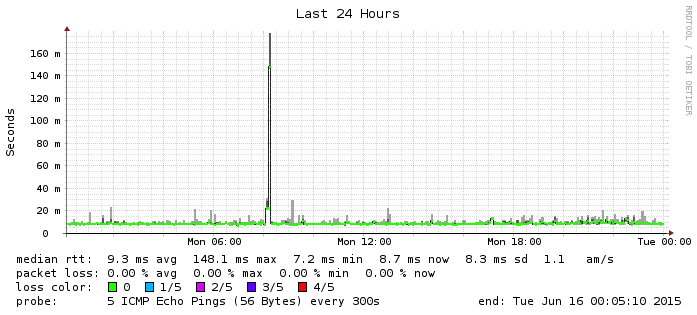 Last 24 Hours
RRDTOOL / TOBI OETIKER
Seconds
160 m
140 m
120 m
100 m
80 m
60 m
40 m
20 m
0
Mon 06:00 Mon 12:00 Mon 18:00 Tue 00:00
median rtt: 9.3 ms avg 148.1 ms max 7.2 ms min 8.7 ms now 8.3 ms sd 1.1 am/s
packet loss: 0.00 % avg 0.00 % max 0.00 % min 0.00 % now
loss color: 0 1/5 2/5 3/5 4/5
probe: 5 ICMP Echo Pings (56 Bytes) every 300s end: Tue Jun 16 00:05:10 2015